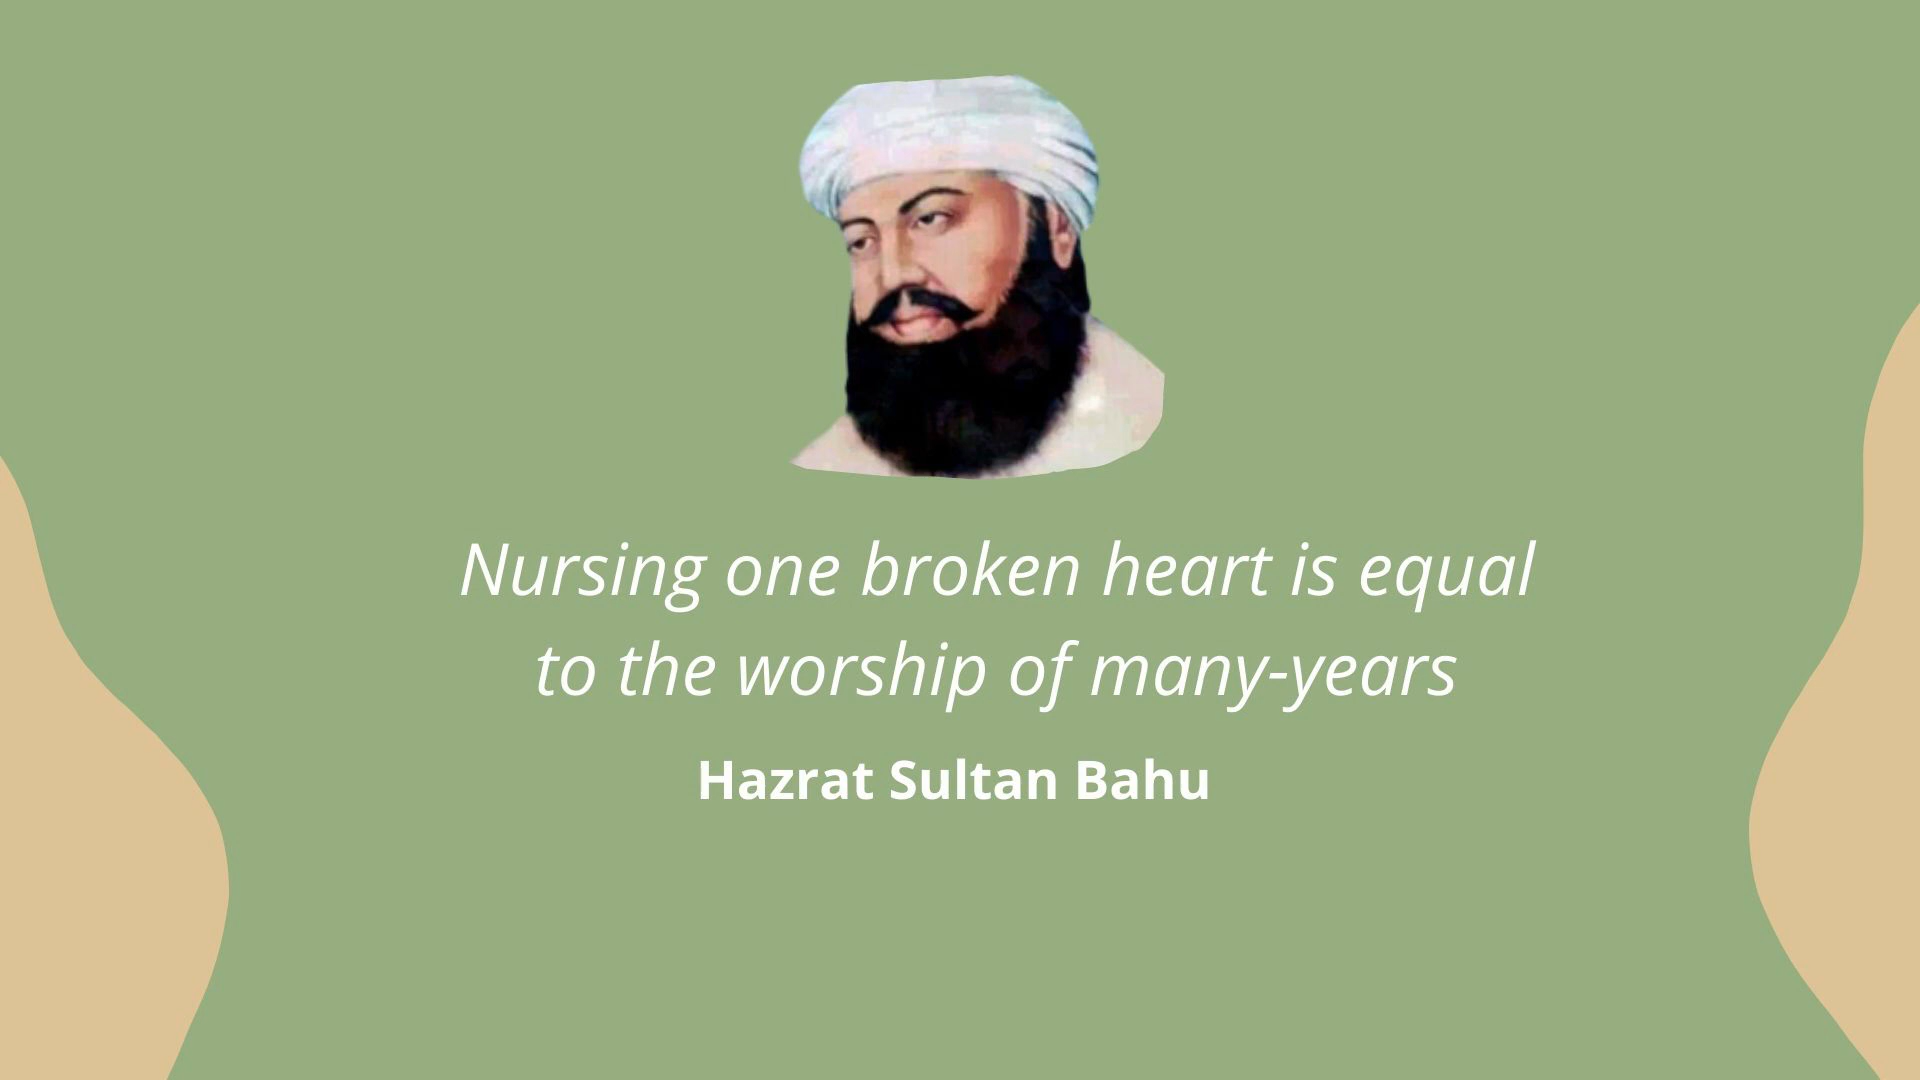 Nursing one broken heart is equal
to the worship of many-years
Hazrat Sultan Bahu